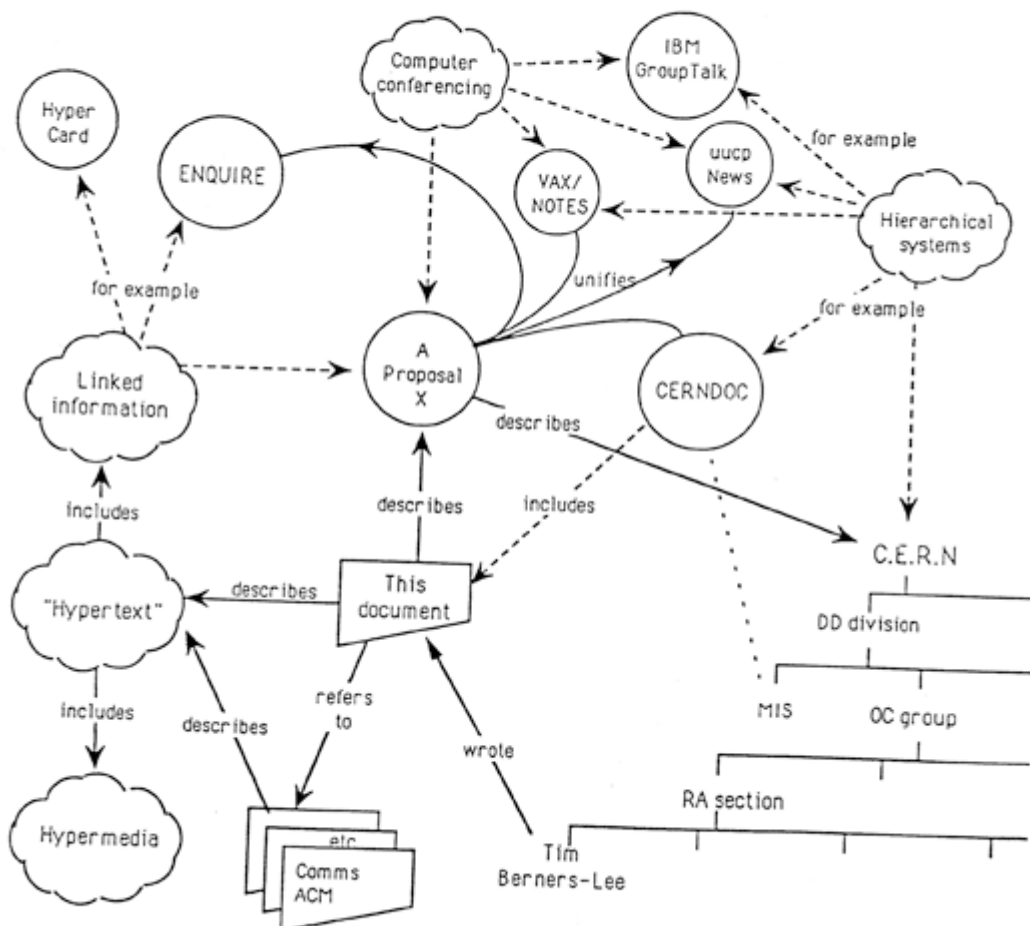 Computer
conferencing
IBM
GroupTalk
Hyper
Card
ENQUIRE
VAX/
NOTES
uucp
News
for example
Hierarchical
systems
for example
unifies
for example
Linked
information
A
Proposal
X
CERNDOC
describes
includes
describes
includes
C.E.R.N
This
document
describes
"Hypertext"
DD division
refers
to
MIS
OC group
includes
describes
wrote
RA section
Hypermedia
etc
Tim
Berners-Lee
Comms
ACM